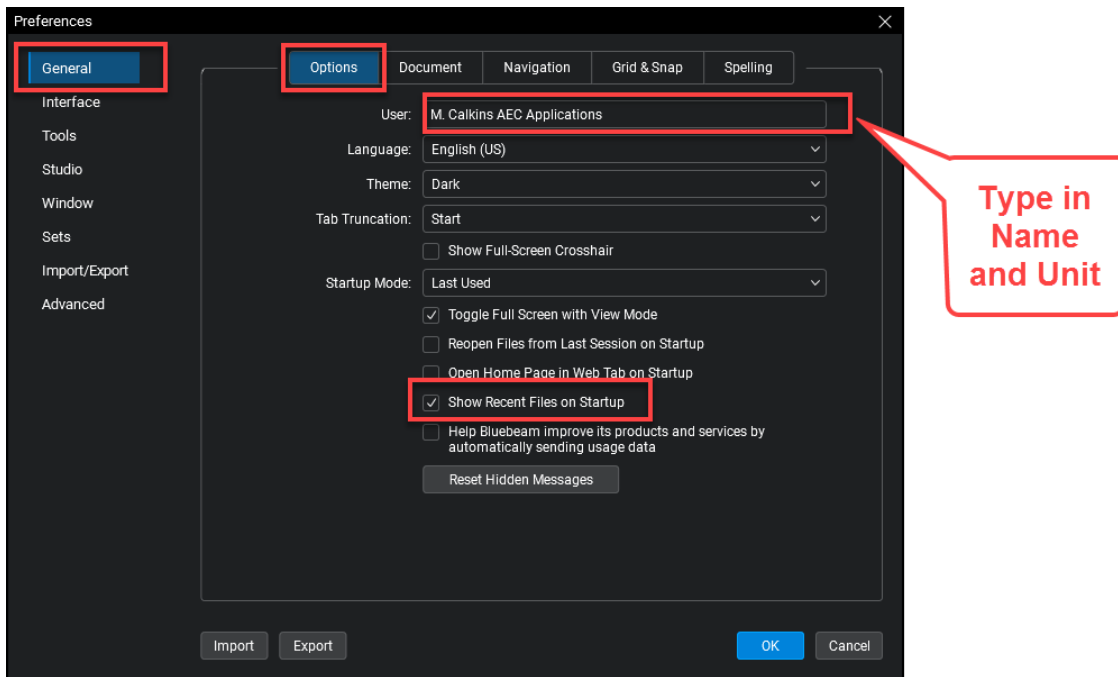 Preferences
General
Interface
Tools
Studio
Window
Sets
Import/Export
Advanced
Options
Document
Navigation
Grid & Snap
Spelling
User:
M. Calkins AEC Applications
Language:
English (US)
Theme:
Dark
Tab Truncation:
Start
Show Full-Screen Crosshair
Startup Mode:
Last Used
Toggle Full Screen with View Mode
Reopen Files from Last Session on Startup
Open Home Page in Web Tab on Startup
Show Recent Files on Startup
Help Bluebeam improve its products and services by
automatically sending usage data
Reset Hidden Messages
Import
Export
OK
Cancel
Type in
Name
and Unit